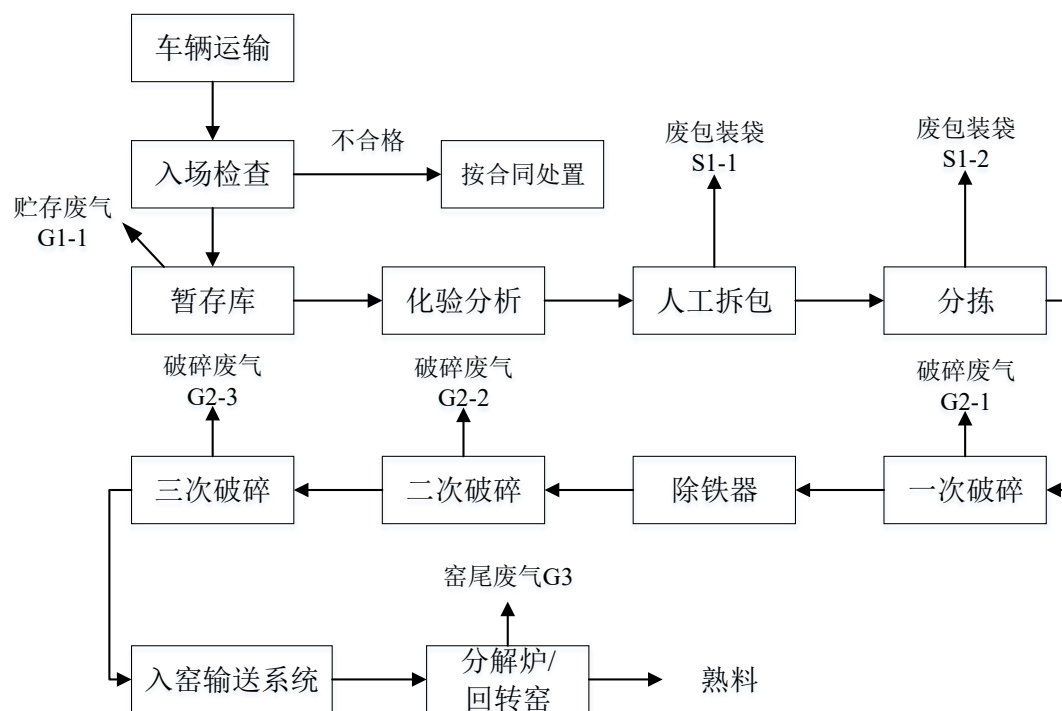 车辆运输
入场检查
不合格
按合同处置
废包装袋
S1-1
废包装袋
S1-2
贮存废气
G1-1
暂存库
化验分析
人工拆包
分拣
破碎废气
G2-3
破碎废气
G2-2
破碎废气
G2-1
三次破碎
二次破碎
除铁器
一次破碎
窑尾废气G3
入窑输送系统
分解炉/
回转窑
熟料